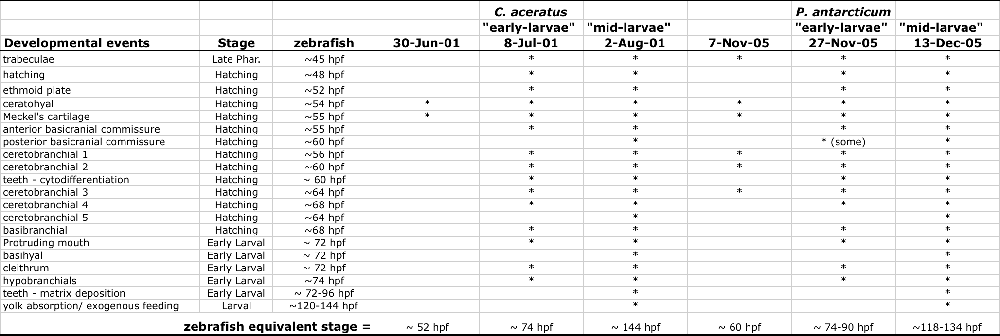 C. aceratus P. antarcticum
"early-larvae" "mid-larvae" "early-larvae" "mid-larvae"
Developmental events Stage zebrafish 30-Jun-01 8-Jul-01 2-Aug-01 7-Nov-05 27-Nov-05 13-Dec-05
trabeculae Late Phar. ~45 hpf * * * * *
hatching Hatching ~48 hpf * * * *
ethmoid plate Hatching ~52 hpf * * * *
ceratohyal Hatching ~54 hpf * * * * * *
Meckel's cartilage Hatching ~55 hpf * * * * * *
anterior basicranial commissure Hatching ~55 hpf * * * *
posterior basicranial commissure Hatching ~60 hpf * * (some) *
ceretobranchial 1 Hatching ~56 hpf * * * * *
ceretobranchial 2 Hatching ~60 hpf * * * * *
teeth - cytodifferentiation Hatching ~ 60 hpf * * * *
ceretobranchial 3 Hatching ~64 hpf * * * * *
ceretobranchial 4 Hatching ~68 hpf * * * *
ceretobranchial 5 Hatching ~64 hpf * *
basibranchial Hatching ~68 hpf * * * *
Protruding mouth Early Larval ~ 72 hpf * * * *
basihyal Early Larval ~ 72 hpf * *
cleithrum Early Larval ~ 72 hpf * * * *
hypobranchials Early Larval ~74 hpf * * * *
teeth - matrix deposition Early Larval ~ 72-96 hpf * *
yolk absorption/ exogenous feeding Larval ~120-144 hpf * *
zebrafish equivalent stage = ~ 52 hpf ~ 74 hpf ~ 144 hpf ~ 60 hpf ~ 74-90 hpf ~118-134 hpf